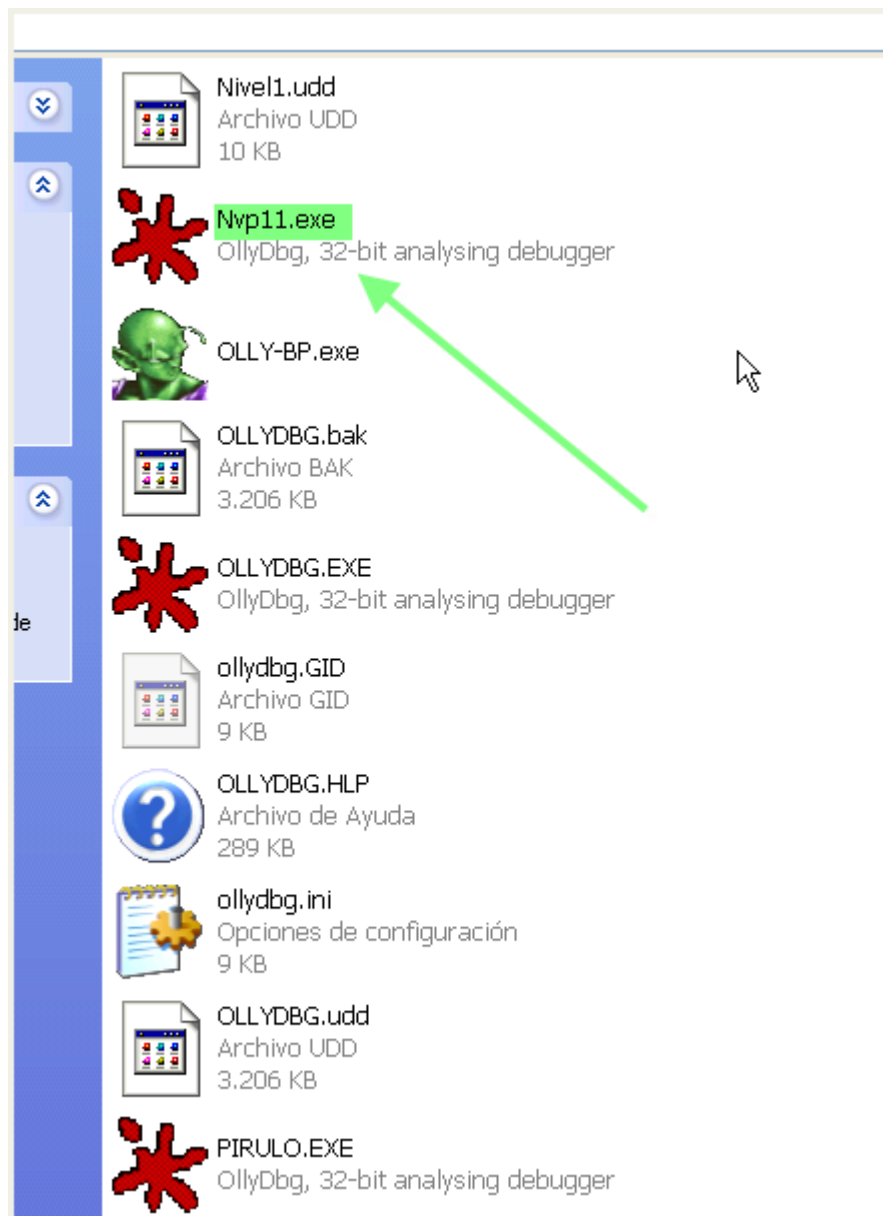 Nivel1.udd
Archivo UDD
10 KB
Nvp11.exe
OllyDbg, 32-bit analysing debugger
OLLY-BP.exe
OLLYDBG.bak
Archivo BAK
3.206 KB
OLLYDBG.EXE
OllyDbg, 32-bit analysing debugger
de
ollydbg.GID
Archivo GID
9 KB
OLLYDBG.HLP
Archivo de Ayuda
289 KB
ollydbg.ini
Opciones de configuración
9 KB
OLLYDBG.udd
Archivo UDD
3.206 KB
PIRULO.EXE
OllyDbg, 32-bit analysing debugger